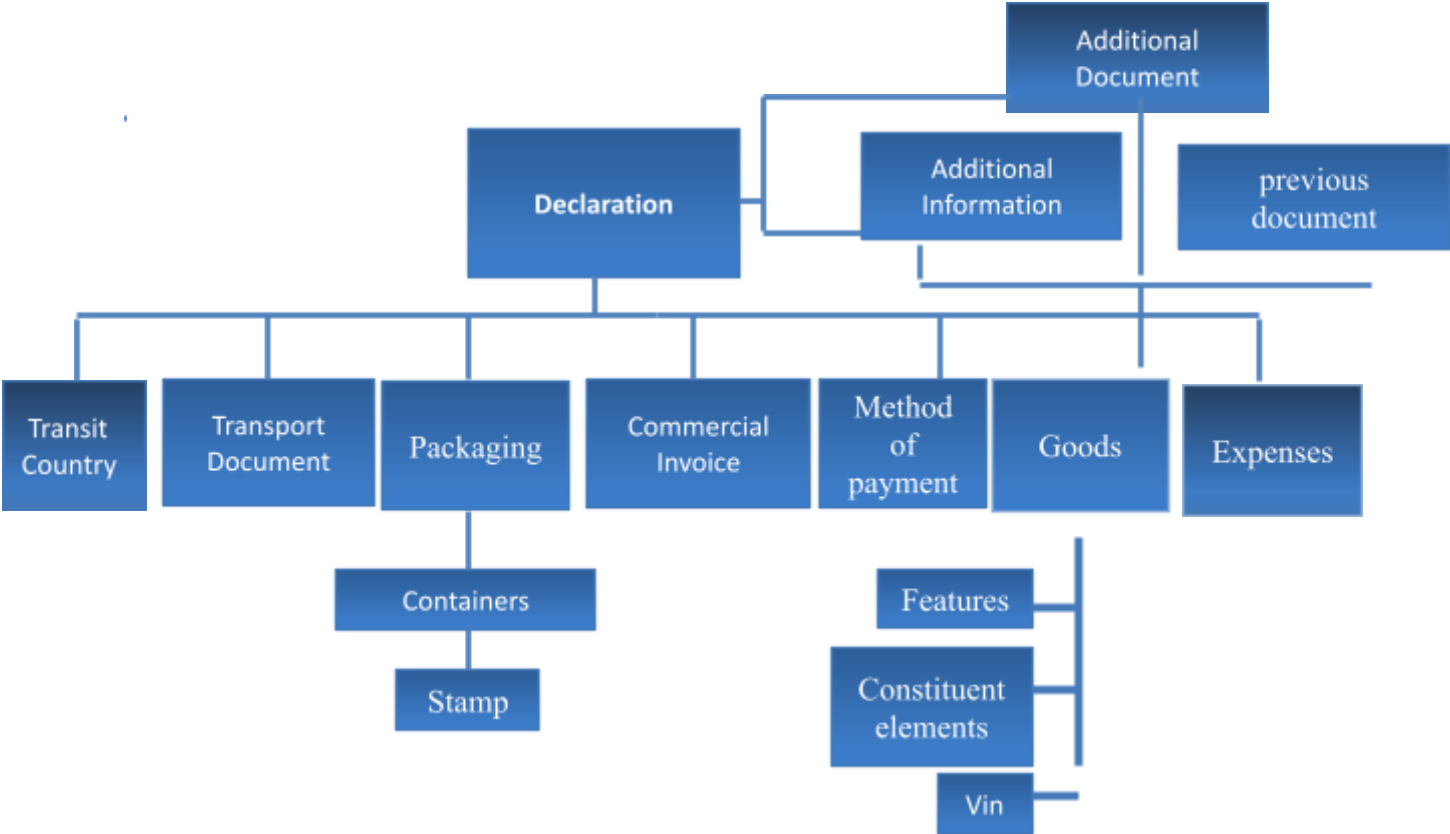 Additional
Document
Declaration
Additional
Information
previous
document
Transit
Country
Transport
Document
Packaging
Commercial
Invoice
Method
of
payment
Goods
Expenses
Containers
Stamp
Features
Constituent
elements
Vin